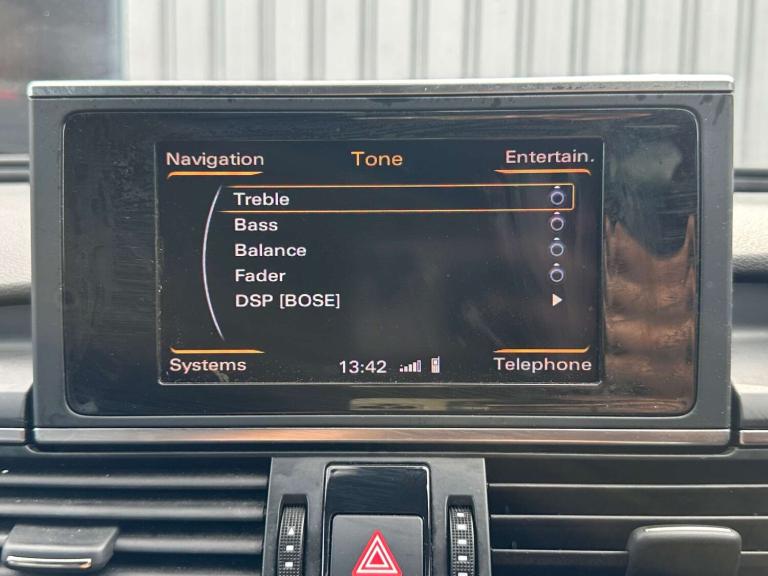 Navigation Tone Entertain.
Treble
Bass
Balance
Fader
DSP [BOSE]
Systems 13:42 Telephone